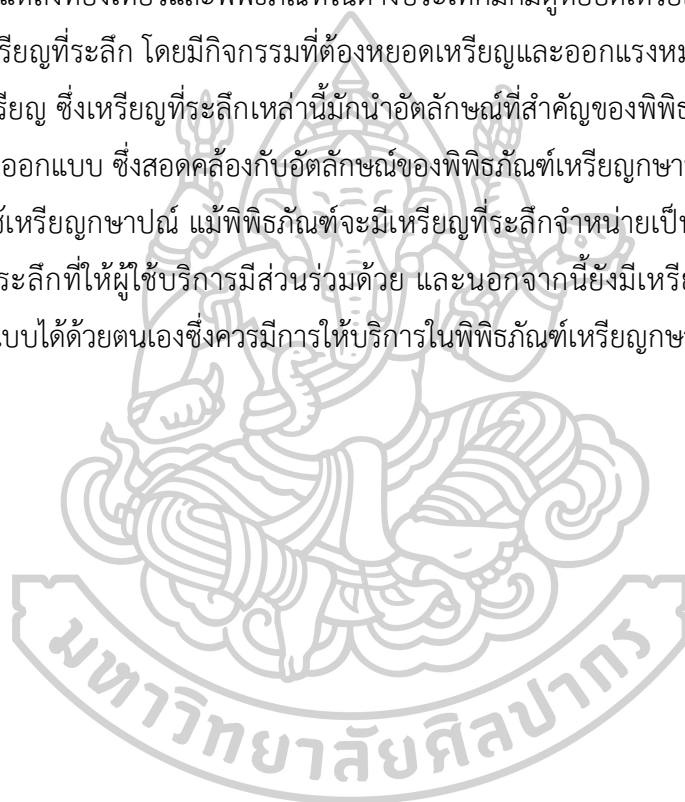 รียญที่ระลึก โดยมีกิจกรรมที่ต้องหยอดเหรียญและออกแรงหม
รียญ ซึ่งเหรียญที่ระลึกเหล่านี้มักนำอัตลักษณ์ที่สำคัญของพิพิธ
ออกแบบ ซึ่งสอดคล้องกับอัตลักษณ์ของพิพิธภัณฑ์เหรียญกษา
ช้เหรียญกษาปณ์ แม้พิพิธภัณฑ์จะมีเหรียญที่ระลึกจำหน่ายเป็น
ระลึกที่ให้ผู้ใช้บริการมีส่วนร่วมด้วย และนอกจากนี้ยังมีเหรีย
แบบได้ด้วยตนเองซึ่งควรมีการให้บริการในพิพิธภัณฑ์เหรียญกษ
มหาวิทยาลัยศิลปากร